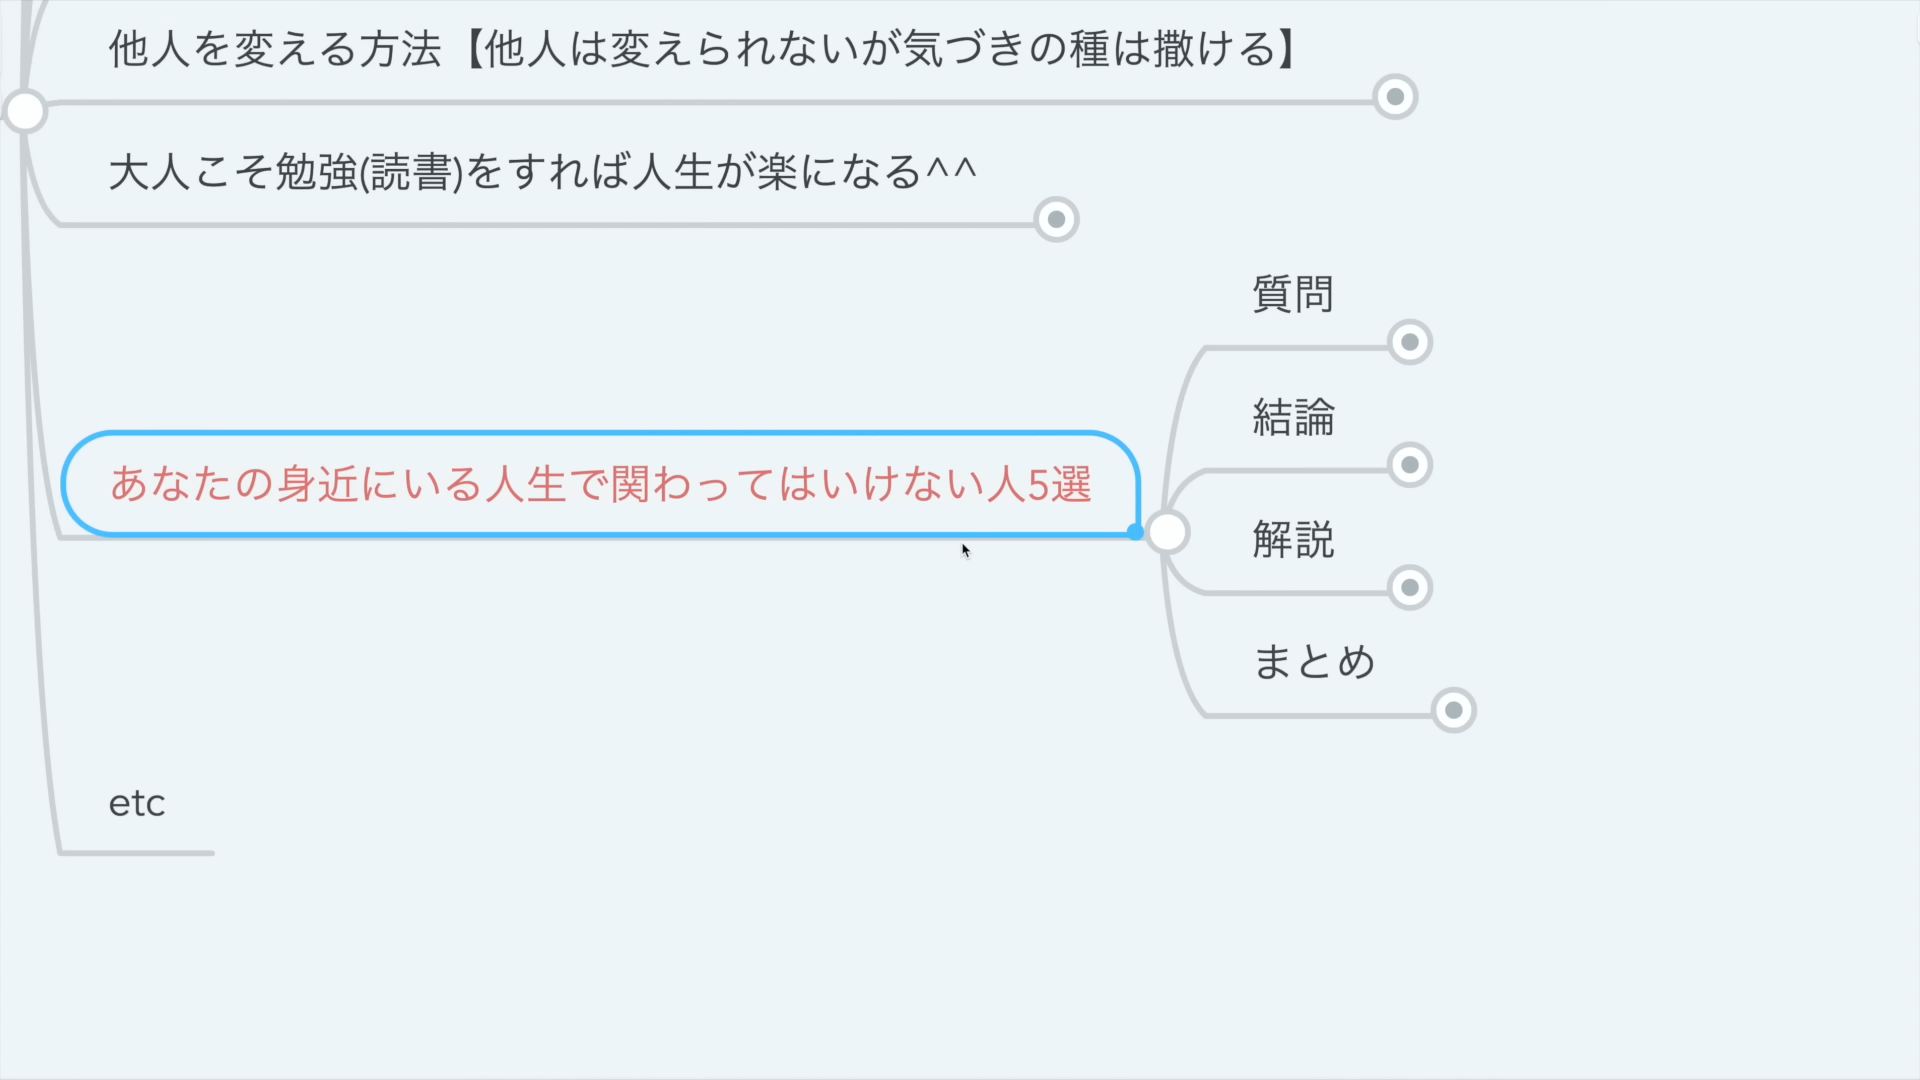 他人を変える方法【他人は変えられないが気づきの種は撒ける】
大人こそ勉強(読書)をすれば人生が楽になる^^
あなたの身近にいる人生で関わってはいけない人5選
質問
結論
解説
まとめ
etc